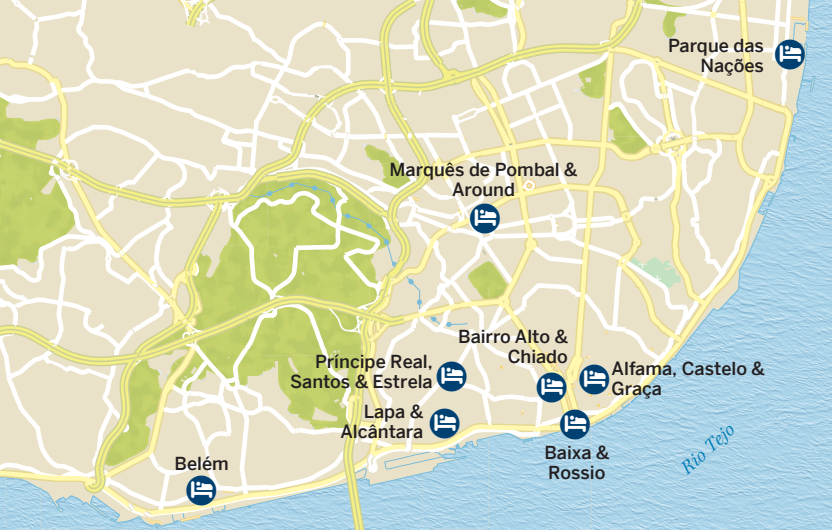 Parque das
Nações
Marquês de Pombal &
Around
Bairro Alto &
Chiado
Príncipe Real,
Santos & Estrela
Alfama, Castelo &
Graça
Lapa &
Alcântara
Baixa &
Rossio
Rio Tejo
Belém